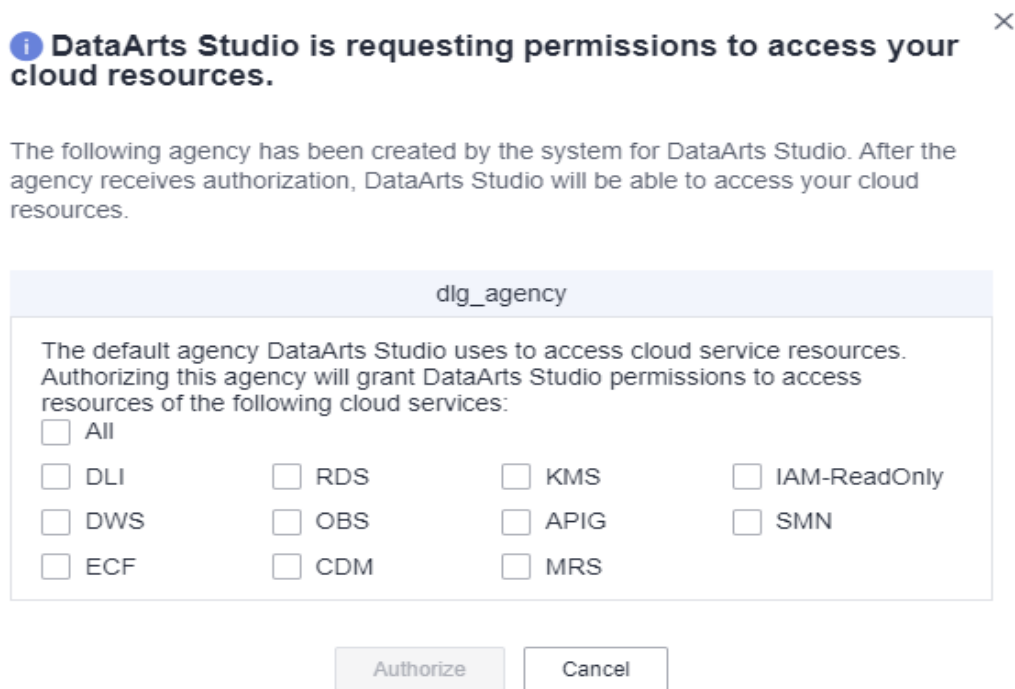 DataArts Studio is requesting permissions to access your
cloud resources.
The following agency has been created by the system for DataArts Studio. After the
agency receives authorization, DataArts Studio will be able to access your cloud
resources.
dlg_agency
The default agency DataArts Studio uses to access cloud service resources.
Authorizing this agency will grant DataArts Studio permissions to access
resources of the following cloud services:
All
DLI RDS KMS IAM-ReadOnly
DWS OBS APIG SMN
ECF CDM MRS
Authorize Cancel